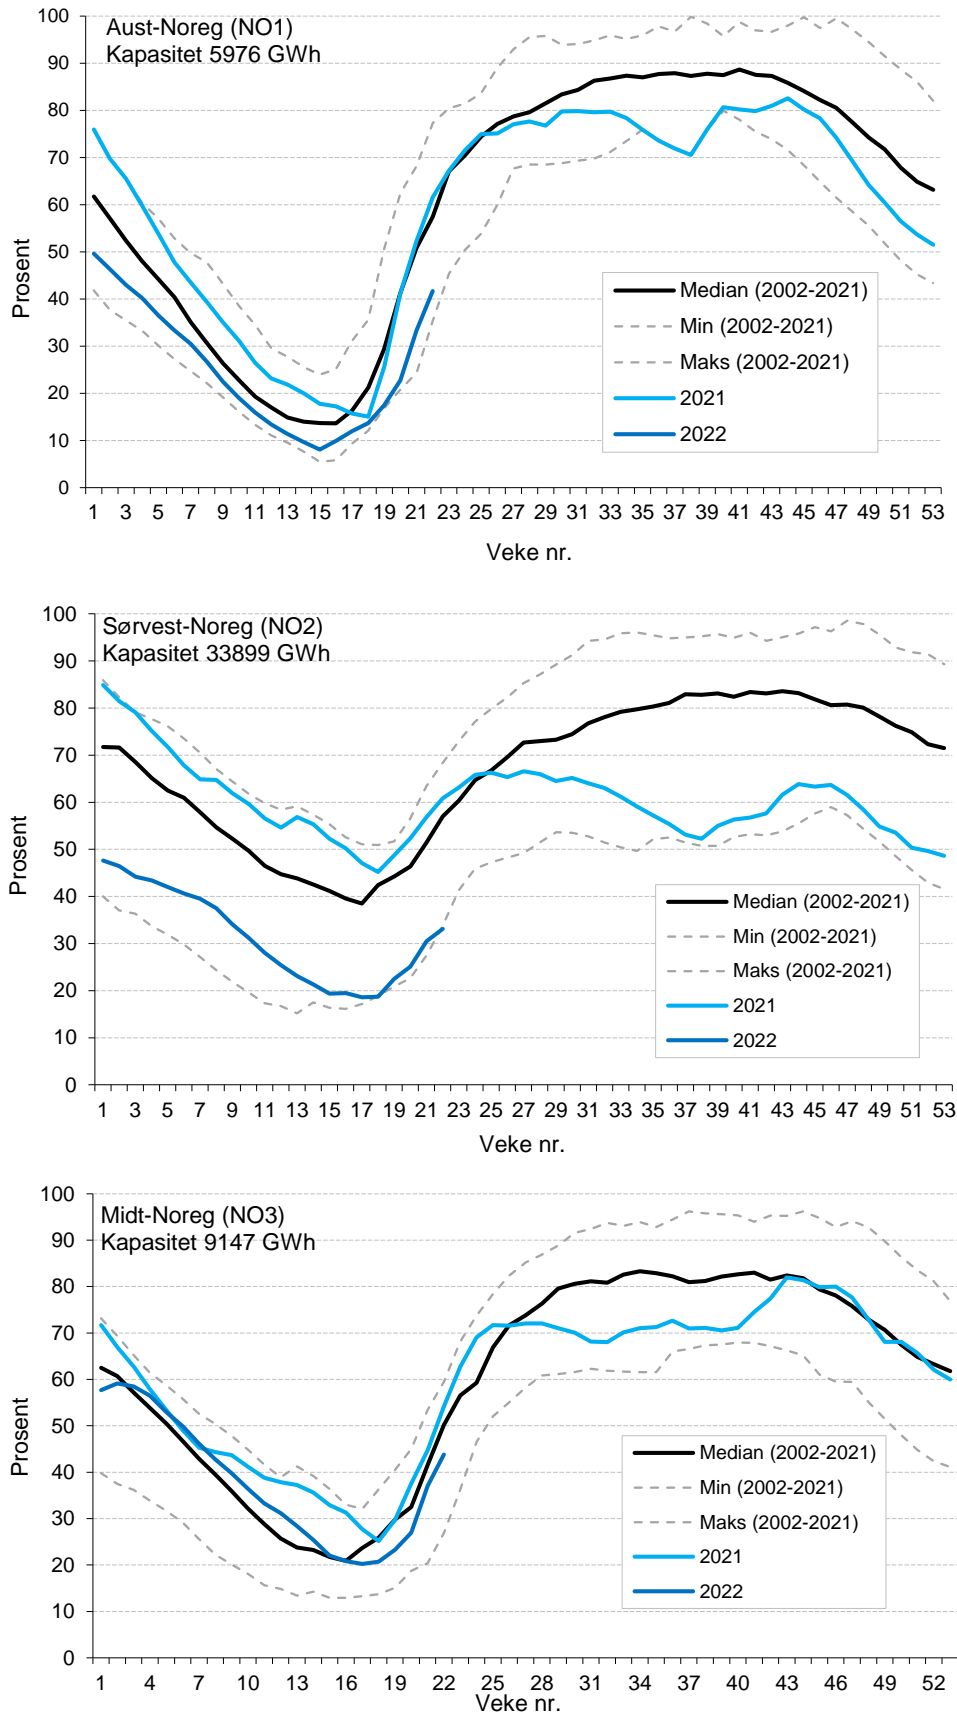 Aust-Noreg (NO1)
Kapasitet 5976 GWh
100
90
80
70
60
50
40
30
20
10
0
Prosent
Median (2002-2021)
Min (2002-2021)
Maks (2002-2021)
2021
2022
1 3 5 7 9 11 13 15 17 19 21 23 25 27 29 31 33 35 37 39 41 43 45 47 49 51 53
Veke nr.
Sørvest-Noreg (NO2)
Kapasitet 33899 GWh
100
90
80
70
60
50
40
30
20
10
0
Prosent
Median (2002-2021)
Min (2002-2021)
Maks (2002-2021)
2021
2022
1 3 5 7 9 11 13 15 17 19 21 23 25 27 29 31 33 35 37 39 41 43 45 47 49 51 53
Veke nr.
Midt-Noreg (NO3)
Kapasitet 9147 GWh
100
90
80
70
60
50
40
30
20
10
0
Prosent
Median (2002-2021)
Min (2002-2021)
Maks (2002-2021)
2021
2022
1 4 7 10 13 16 19 22 25 28 31 34 37 40 43 46 49 52
Veke nr.